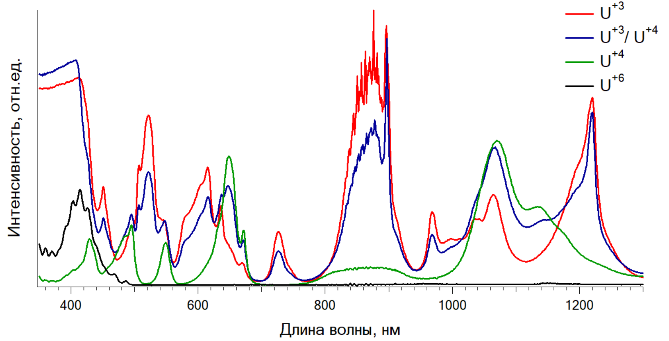 U+3
U+3/ U+4
U+4
U+6
Интенсивность, отн.ед.
400 600 800 1000 1200
Длина волны, нм